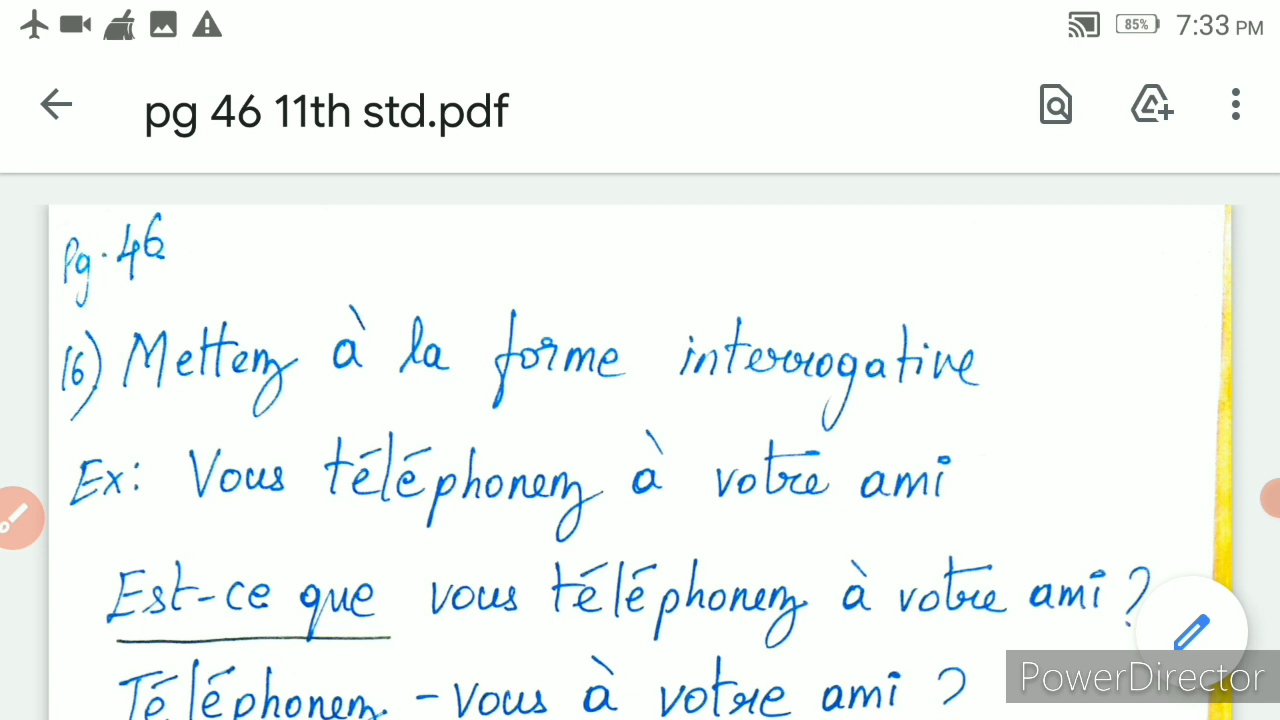 85% 7:33 PM
pg 46 11th std.pdf
Pg. 46
16) Mettez à la forme interrogative
Ex: Vous téléphonez à votre ami
Est-ce que vous téléphonez à votre ami ?
Téléphonez-vous à votre ami ?
PowerDirector